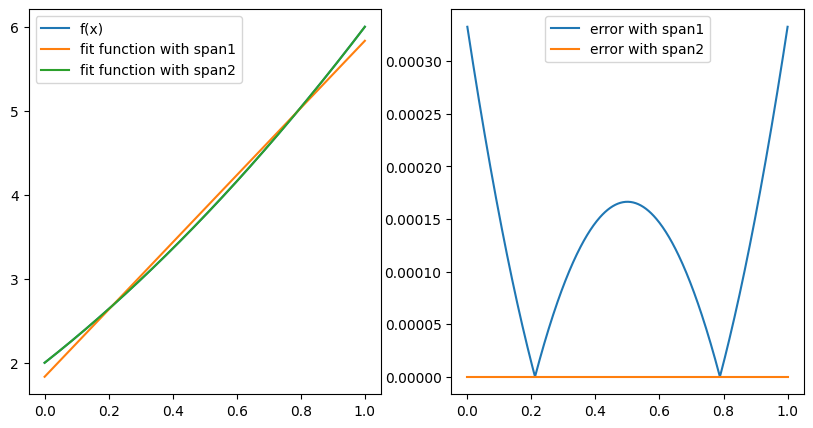 f(x)
fit function with span1
fit function with span2
6
5
4
3
2
0.0 0.2 0.4 0.6 0.8 1.0
error with span1
error with span2
0.00030
0.00025
0.00020
0.00015
0.00010
0.00005
0.00000
0.0 0.2 0.4 0.6 0.8 1.0